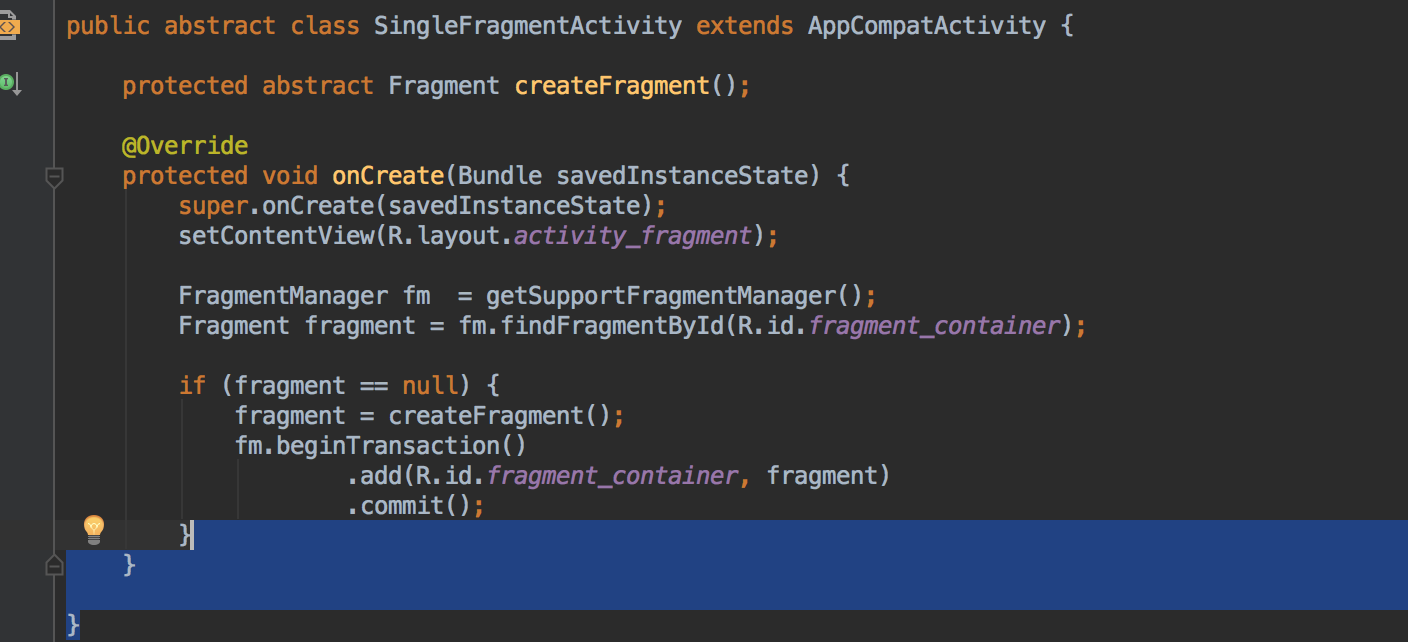 public abstract class SingleFragmentActivity extends AppCompatActivity {
protected abstract Fragment createFragment();
@Override
protected void onCreate(Bundle savedInstanceState) {
super.onCreate(savedInstanceState);
setContentView(R.layout.activity_fragment);
FragmentManager fm  = getSupportFragmentManager();
Fragment fragment = fm.findFragmentById(R.id.fragment_container);
if (fragment == null) {
fragment = createFragment();
fm.beginTransaction()
.add(R.id.fragment_container, fragment)
.commit();
}
}
}